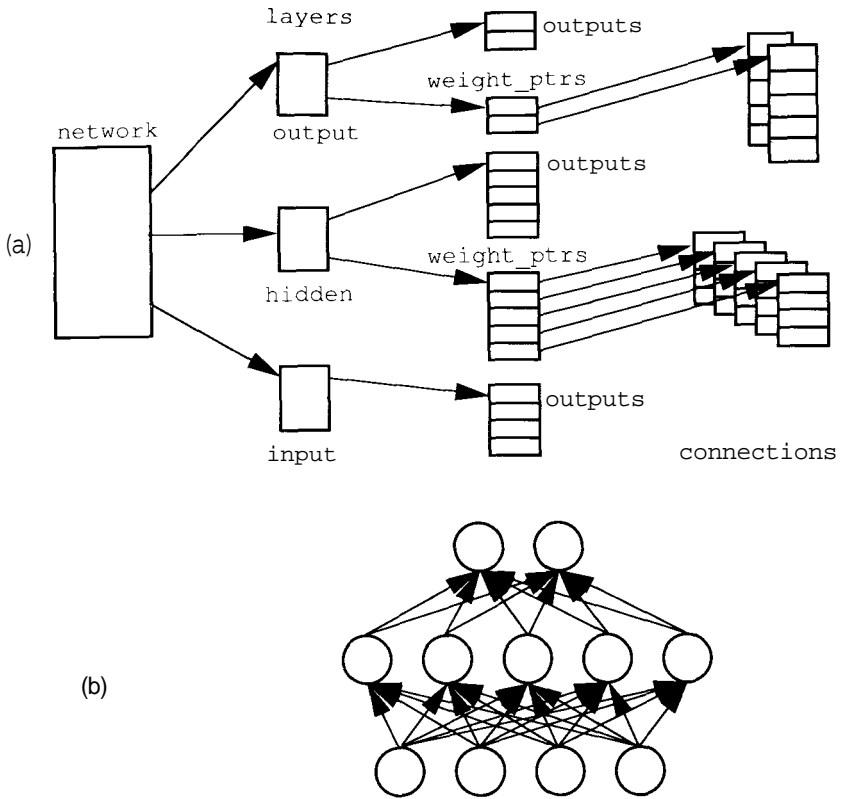 layers
outputs
weight_ptrs
network
output
outputs
(a)
weight_ptrs
hidden
outputs
input
connections
(b)